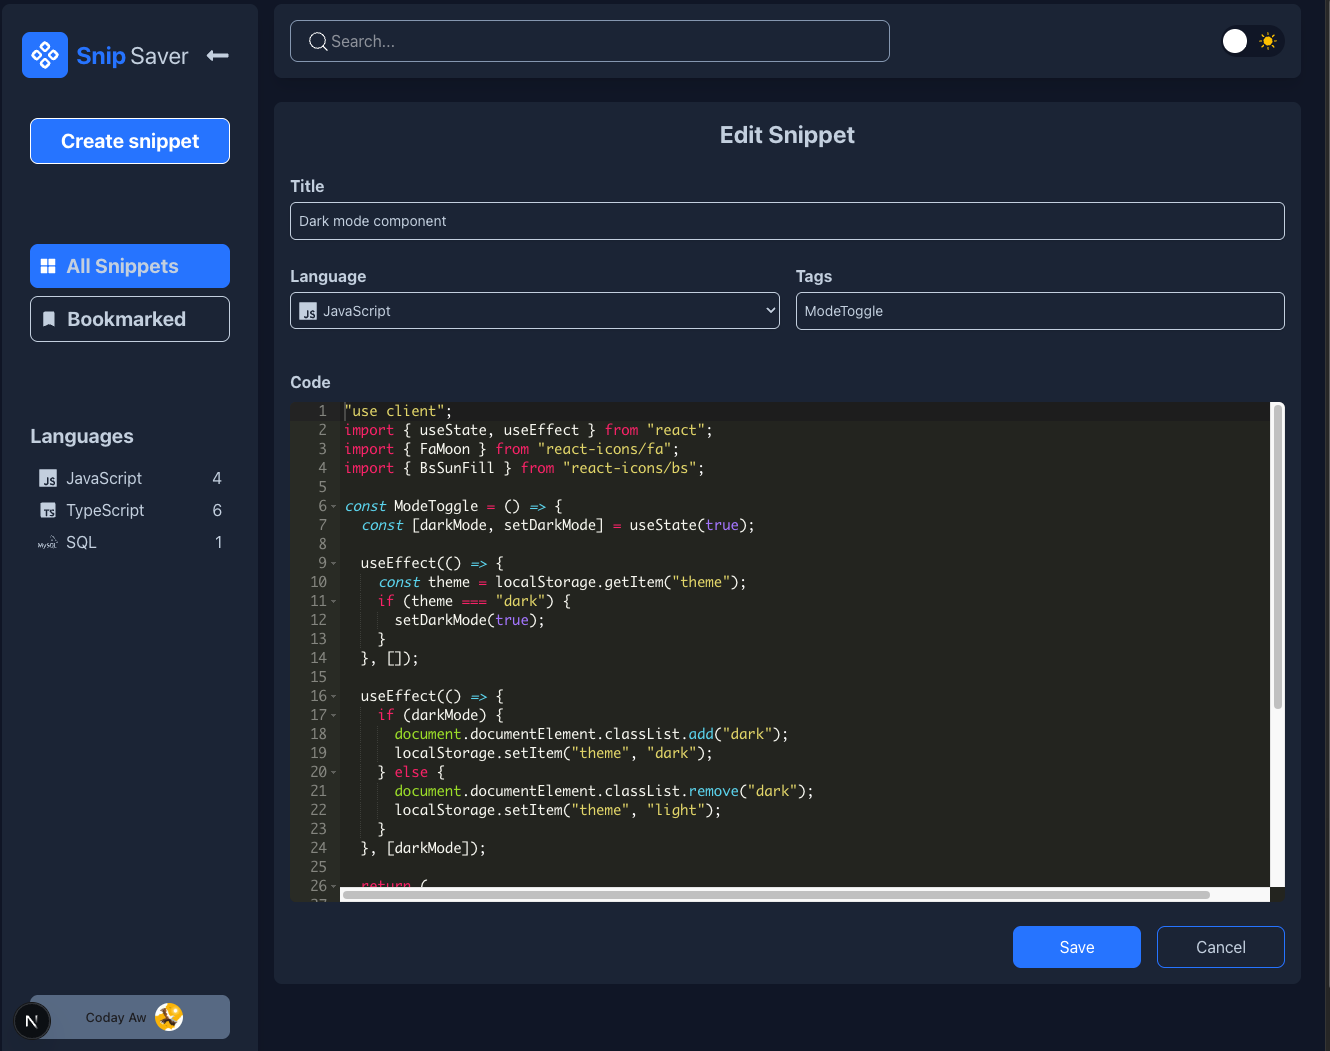 Snip Saver
Search...
Create snippet
All Snippets
Bookmarked
Languages
JS JavaScript 4
TS TypeScript 6
MySQL SQL 1
N
Coday Aw
Edit Snippet
Title
Dark mode component
Language
JS JavaScript
Tags
ModeToggle
Code
1 "use client";
2 import { useState, useEffect } from "react";
3 import { FaMoon } from "react-icons/fa";
4 import { BsSunFill } from "react-icons/bs";
5
6 const ModeToggle = () => {
7 const [darkMode, setDarkMode] = useState(true);
8
9 useEffect(() => {
10 const theme = localStorage.getItem("theme");
11 if (theme === "dark") {
12 setDarkMode(true);
13 }
14 }, []);
15
16 useEffect(() => {
17 if (darkMode) {
18 document.documentElement.classList.add("dark");
19 localStorage.setItem("theme", "dark");
20 } else {
21 document.documentElement.classList.remove("dark");
22 localStorage.setItem("theme", "light");
23 }
24 }, [darkMode]);
25
26 return (
27
Save
Cancel